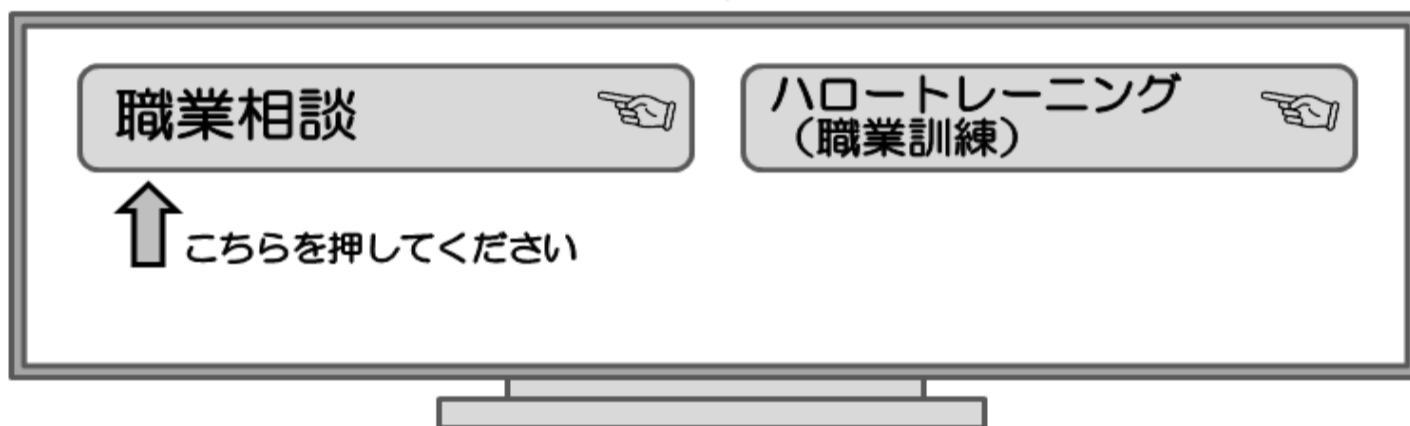 職業相談
ハロートレーニング
（職業訓練）
こちらを押してください